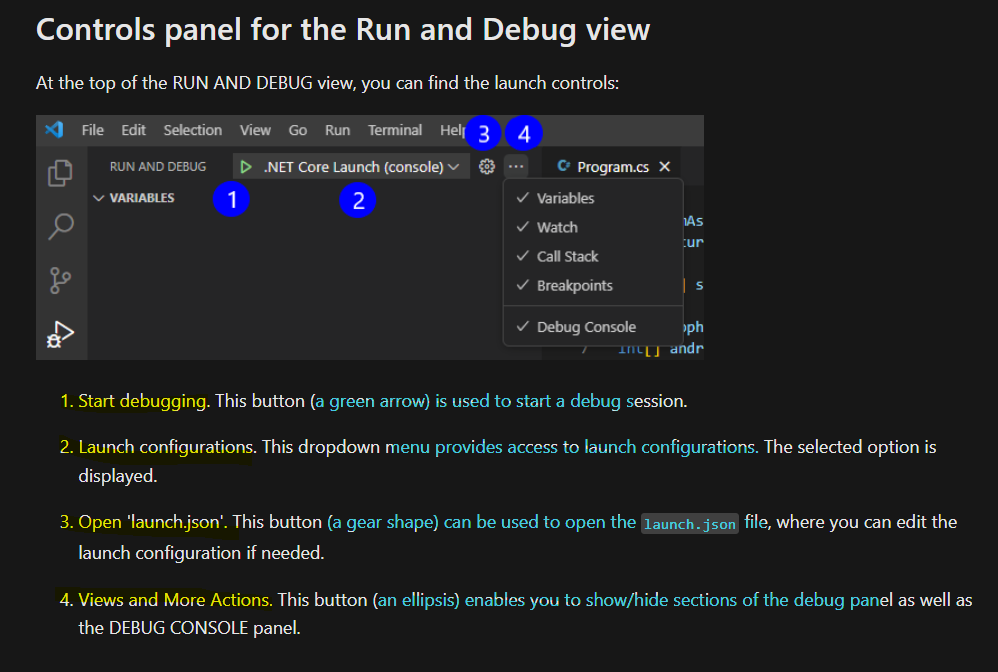 Controls panel for the Run and Debug view
At the top of the RUN AND DEBUG view, you can find the launch controls:
File Edit Selection View Go Run Terminal Help
3 4
RUN AND DEBUG .NET Core Launch (console) ··· C# Program.cs
VARIABLES
1 2
Variables
Watch
Call Stack
Breakpoints
Debug Console
7 int[] andr
1. Start debugging. This button (a green arrow) is used to start a debug session.
2. Launch configurations. This dropdown menu provides access to launch configurations. The selected option is
displayed.
3. Open 'launch.json'. This button (a gear shape) can be used to open the launch.json file, where you can edit the
launch configuration if needed.
4. Views and More Actions. This button (an ellipsis) enables you to show/hide sections of the debug panel as well as
the DEBUG CONSOLE panel.